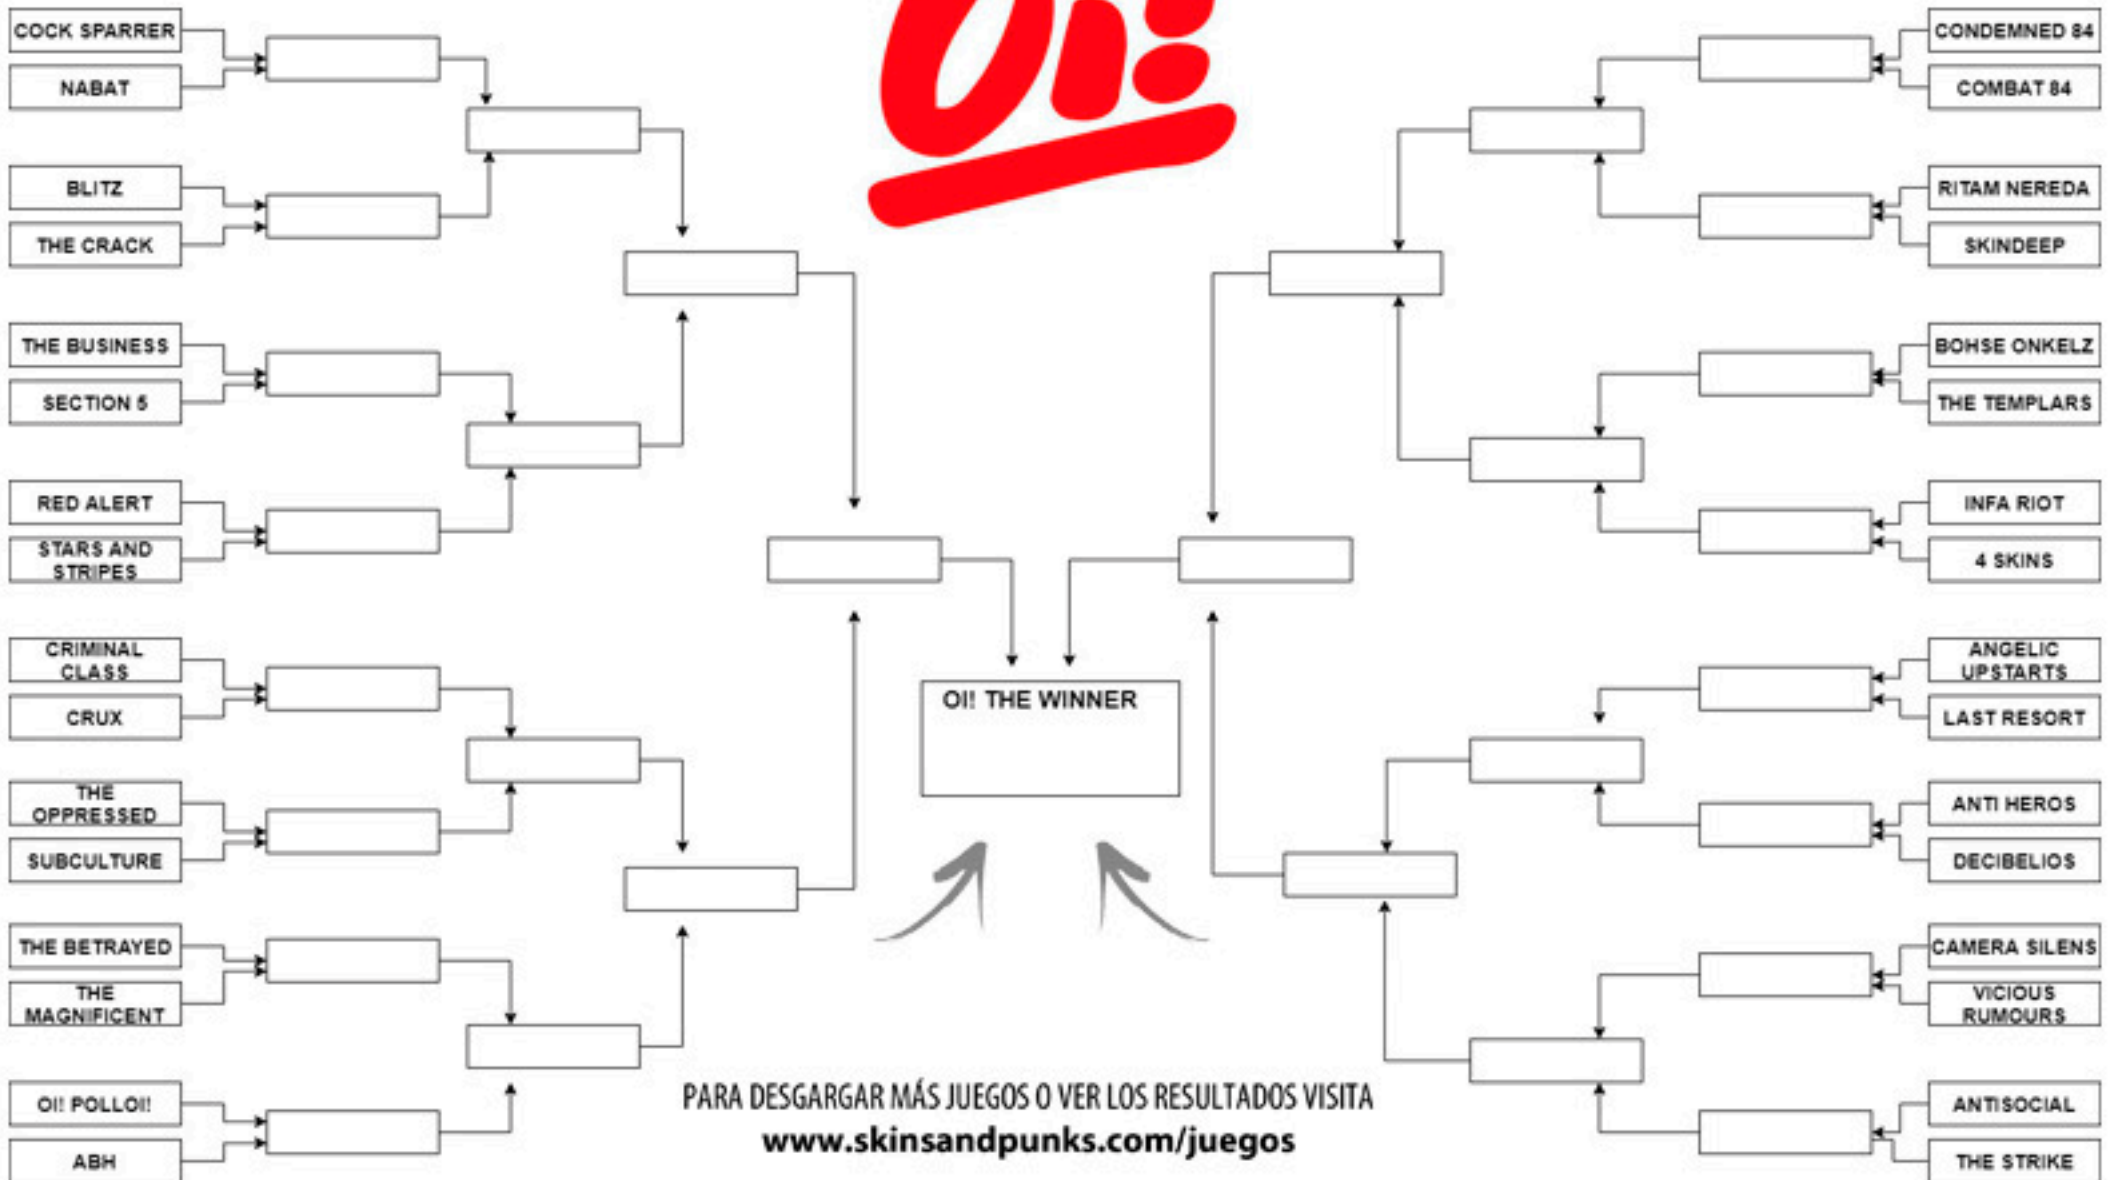 Oi!
COCK SPARRER
NABAT
BLITZ
THE CRACK
THE BUSINESS
SECTION 5
RED ALERT
STARS AND
STRIPES
CRIMINAL
CLASS
CRUX
THE
OPPRESSED
SUBCULTURE
THE BETRAYED
THE
MAGNIFICENT
OI! POLLOI!
ABH
OI! THE WINNER
CONDEMNED 84
COMBAT 84
RITAM NEREDA
SKINDEEP
BOHSE ONKELZ
THE TEMPLARS
INFA RIOT
4 SKINS
ANGELIC
UPSTARTS
LAST RESORT
ANTI HEROS
DECIBELIOS
CAMERA SILENS
VICIOUS
RUMOURS
ANTISOCIAL
THE STRIKE
PARA DESGARGAR MÁS JUEGOS O VER LOS RESULTADOS VISITA
www.skinsandpunks.com/juegos